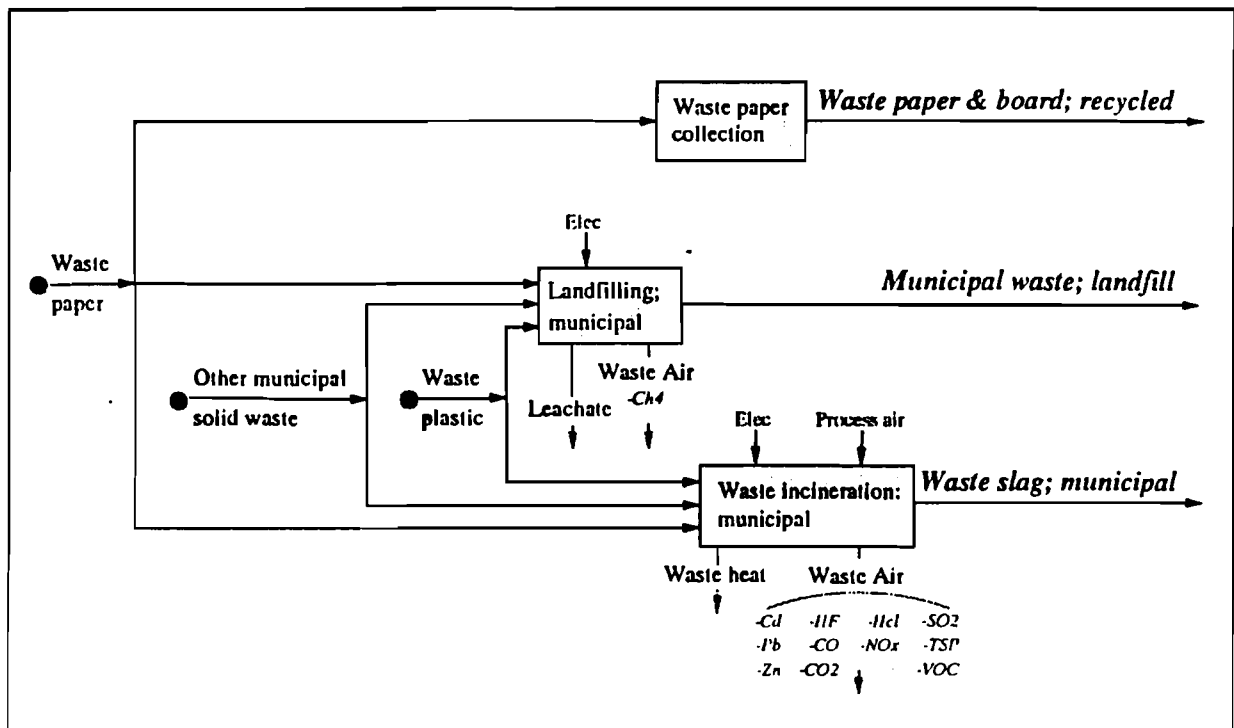 Waste paper
collection
Waste paper & board; recycled
Elec
Waste
paper
Landfilling;
municipal
Municipal waste; landfill
Other municipal
solid waste
Waste
plastic
Leachate
Waste Air
-Ch4
Elec
Process air
Waste incineration:
municipal
Waste slag; municipal
Waste heat
Waste Air
-Cd -HF -Hcl -SO2
-Pb -CO -NOx -TSP
-Zn -CO2 -VOC